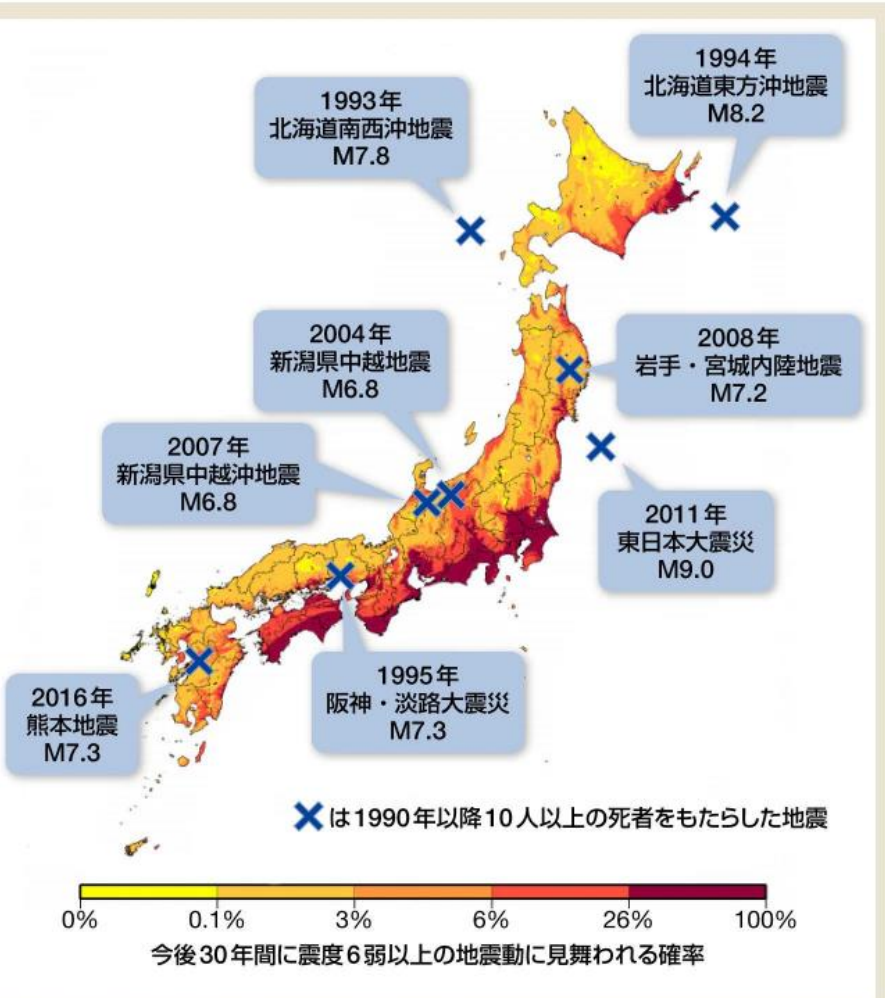 1994年
北海道東方沖地震
M8.2
1993年
北海道南西沖地震
M7.8
2004年
新潟県中越地震
M6.8
2008年
岩手・宮城内陸地震
M7.2
2007年
新潟県中越沖地震
M6.8
2011年
東日本大震災
M9.0
1995年
阪神・淡路大震災
M7.3
2016年
熊本地震
M7.3
×は1990年以降10人以上の死者をもたらした地震
0% 0.1% 3% 6% 26% 100%
今後30年間に震度6弱以上の地震動に見舞われる確率